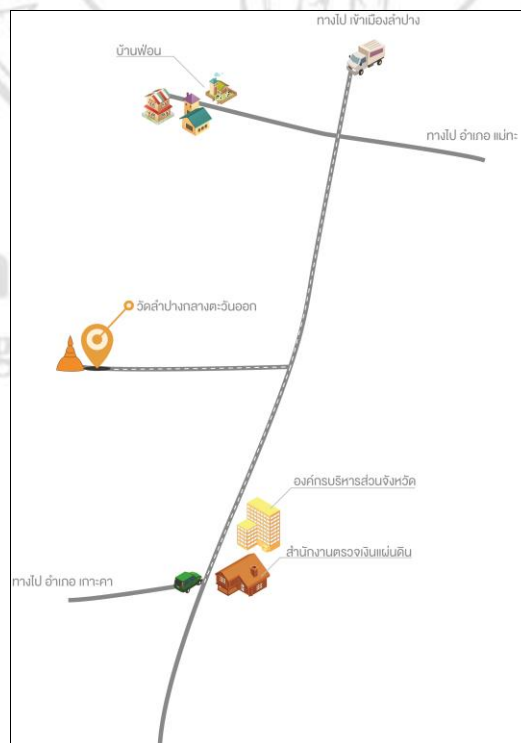 ทางไป เข้าเมืองลำปาง
บ้านฟ่อน
ทางไป อำเภอ แม่ทะ
วัดลำปางกลางตะวันออก
องค์กรบริหารส่วนจังหวัด
สำนักงานตรวจเงินแผ่นดิน
ทางไป อำเภอ เกาะคา